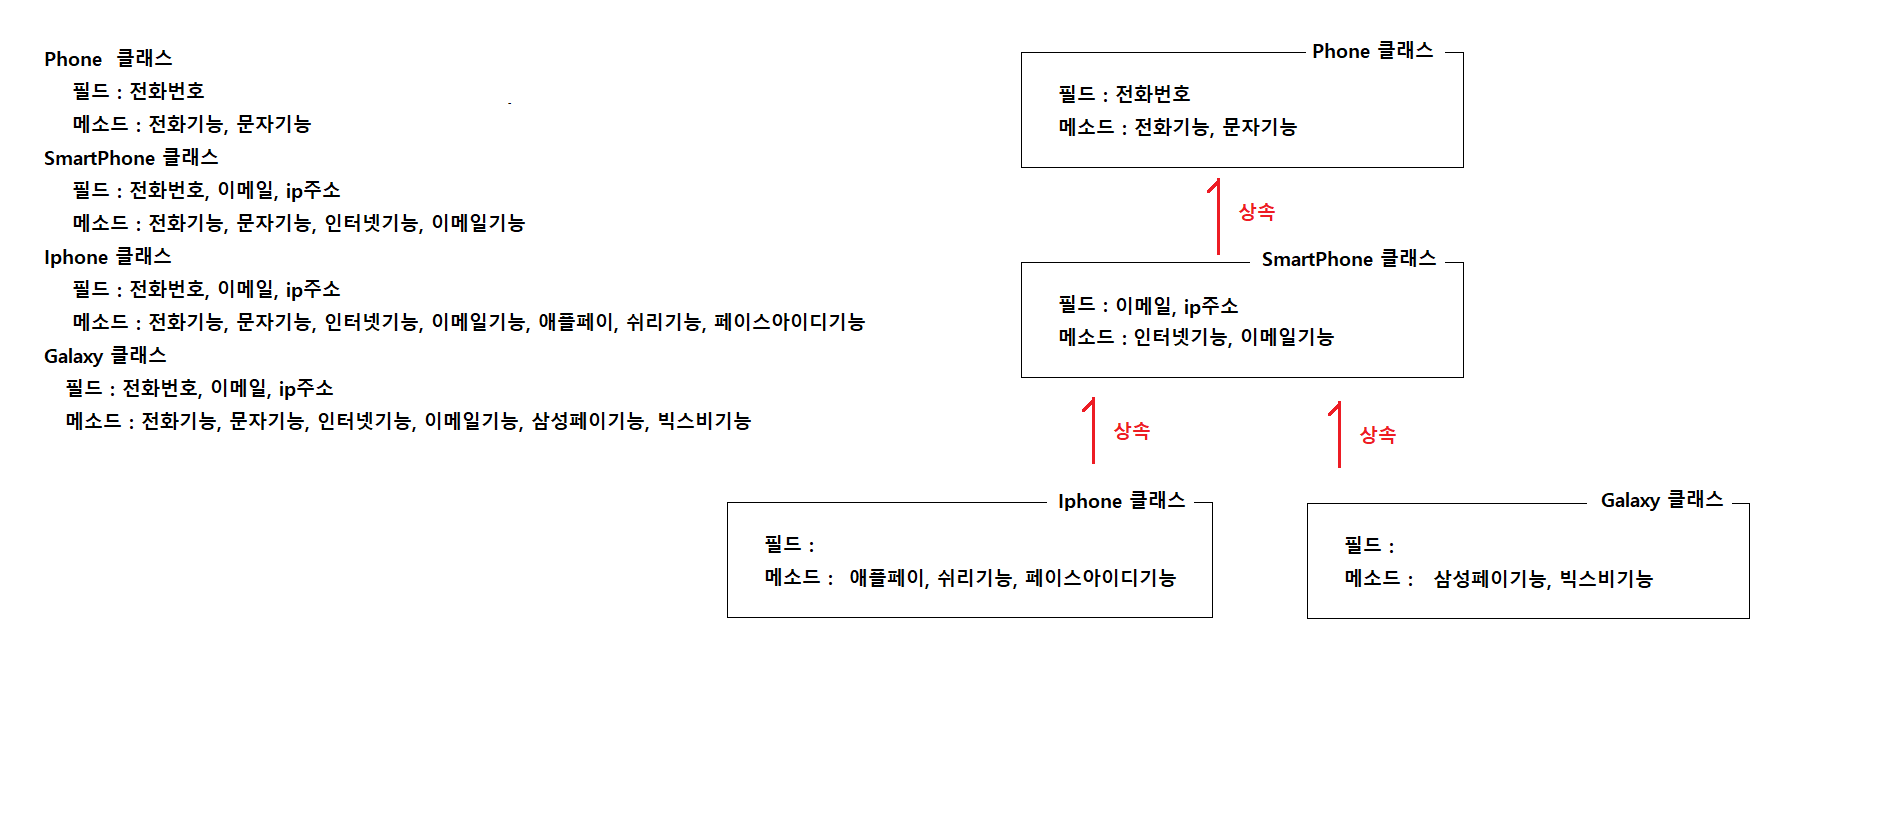 Phone 클래스
필드 : 전화번호
메소드 : 전화기능, 문자기능
SmartPhone 클래스
필드 : 전화번호, 이메일, ip주소
메소드 : 전화기능, 문자기능, 인터넷기능, 이메일기능
Iphone 클래스
필드 : 전화번호, 이메일, ip주소
메소드 : 전화기능, 문자기능, 인터넷기능, 이메일기능, 애플페이, 쉬리기능, 페이스아이디기능
Galaxy 클래스
필드 : 전화번호, 이메일, ip주소
메소드 : 전화기능, 문자기능, 인터넷기능, 이메일기능, 삼성페이기능, 빅스비기능
Phone 클래스
필드 : 전화번호
메소드 : 전화기능, 문자기능
상속
SmartPhone 클래스
필드 : 이메일, ip주소
메소드 : 인터넷기능, 이메일기능
상속
상속
Iphone 클래스
필드 :
메소드 : 애플페이, 쉬리기능, 페이스아이디기능
Galaxy 클래스
필드 :
메소드 : 삼성페이기능, 빅스비기능